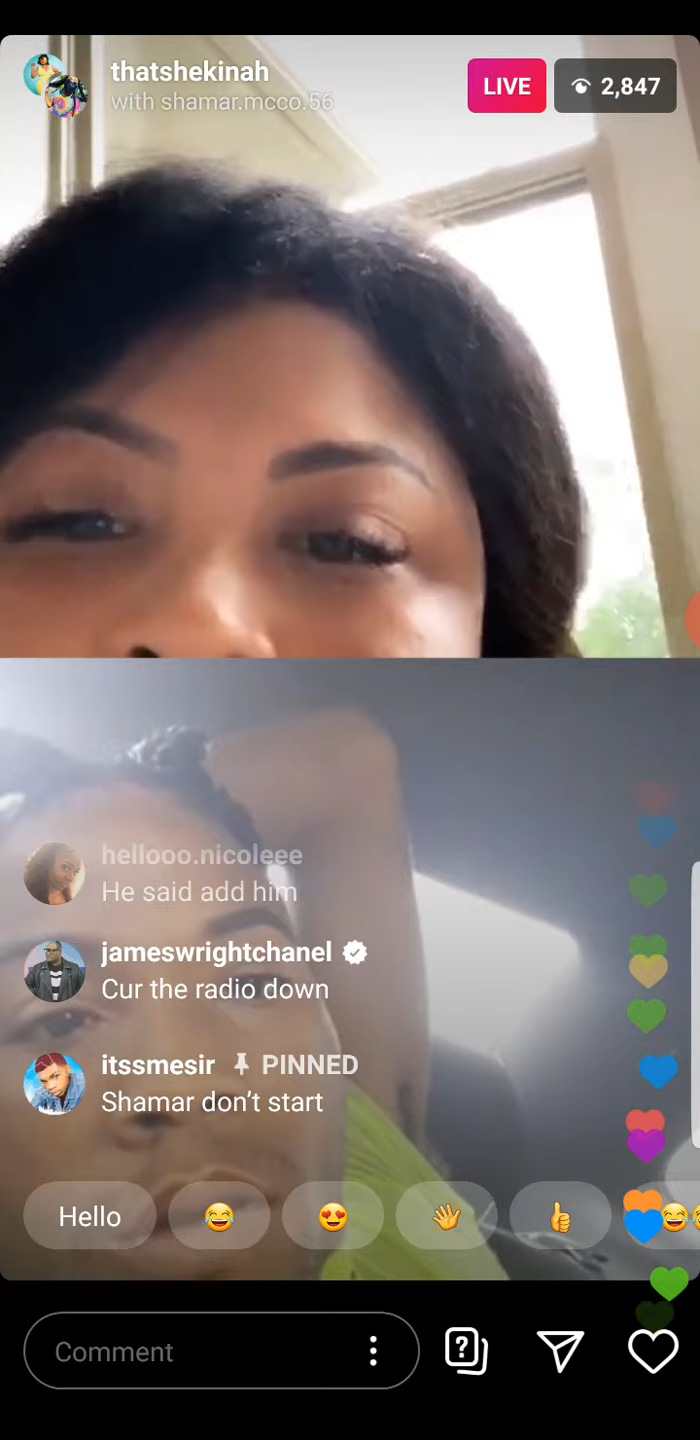 thatshekinah
with shamar.mcco.56
LIVE
2,847
hellooo.nicoleee
He said add him
jameswrightchanel
Cur the radio down
itssmesir PINNED
Shamar don’t start
Hello
Comment